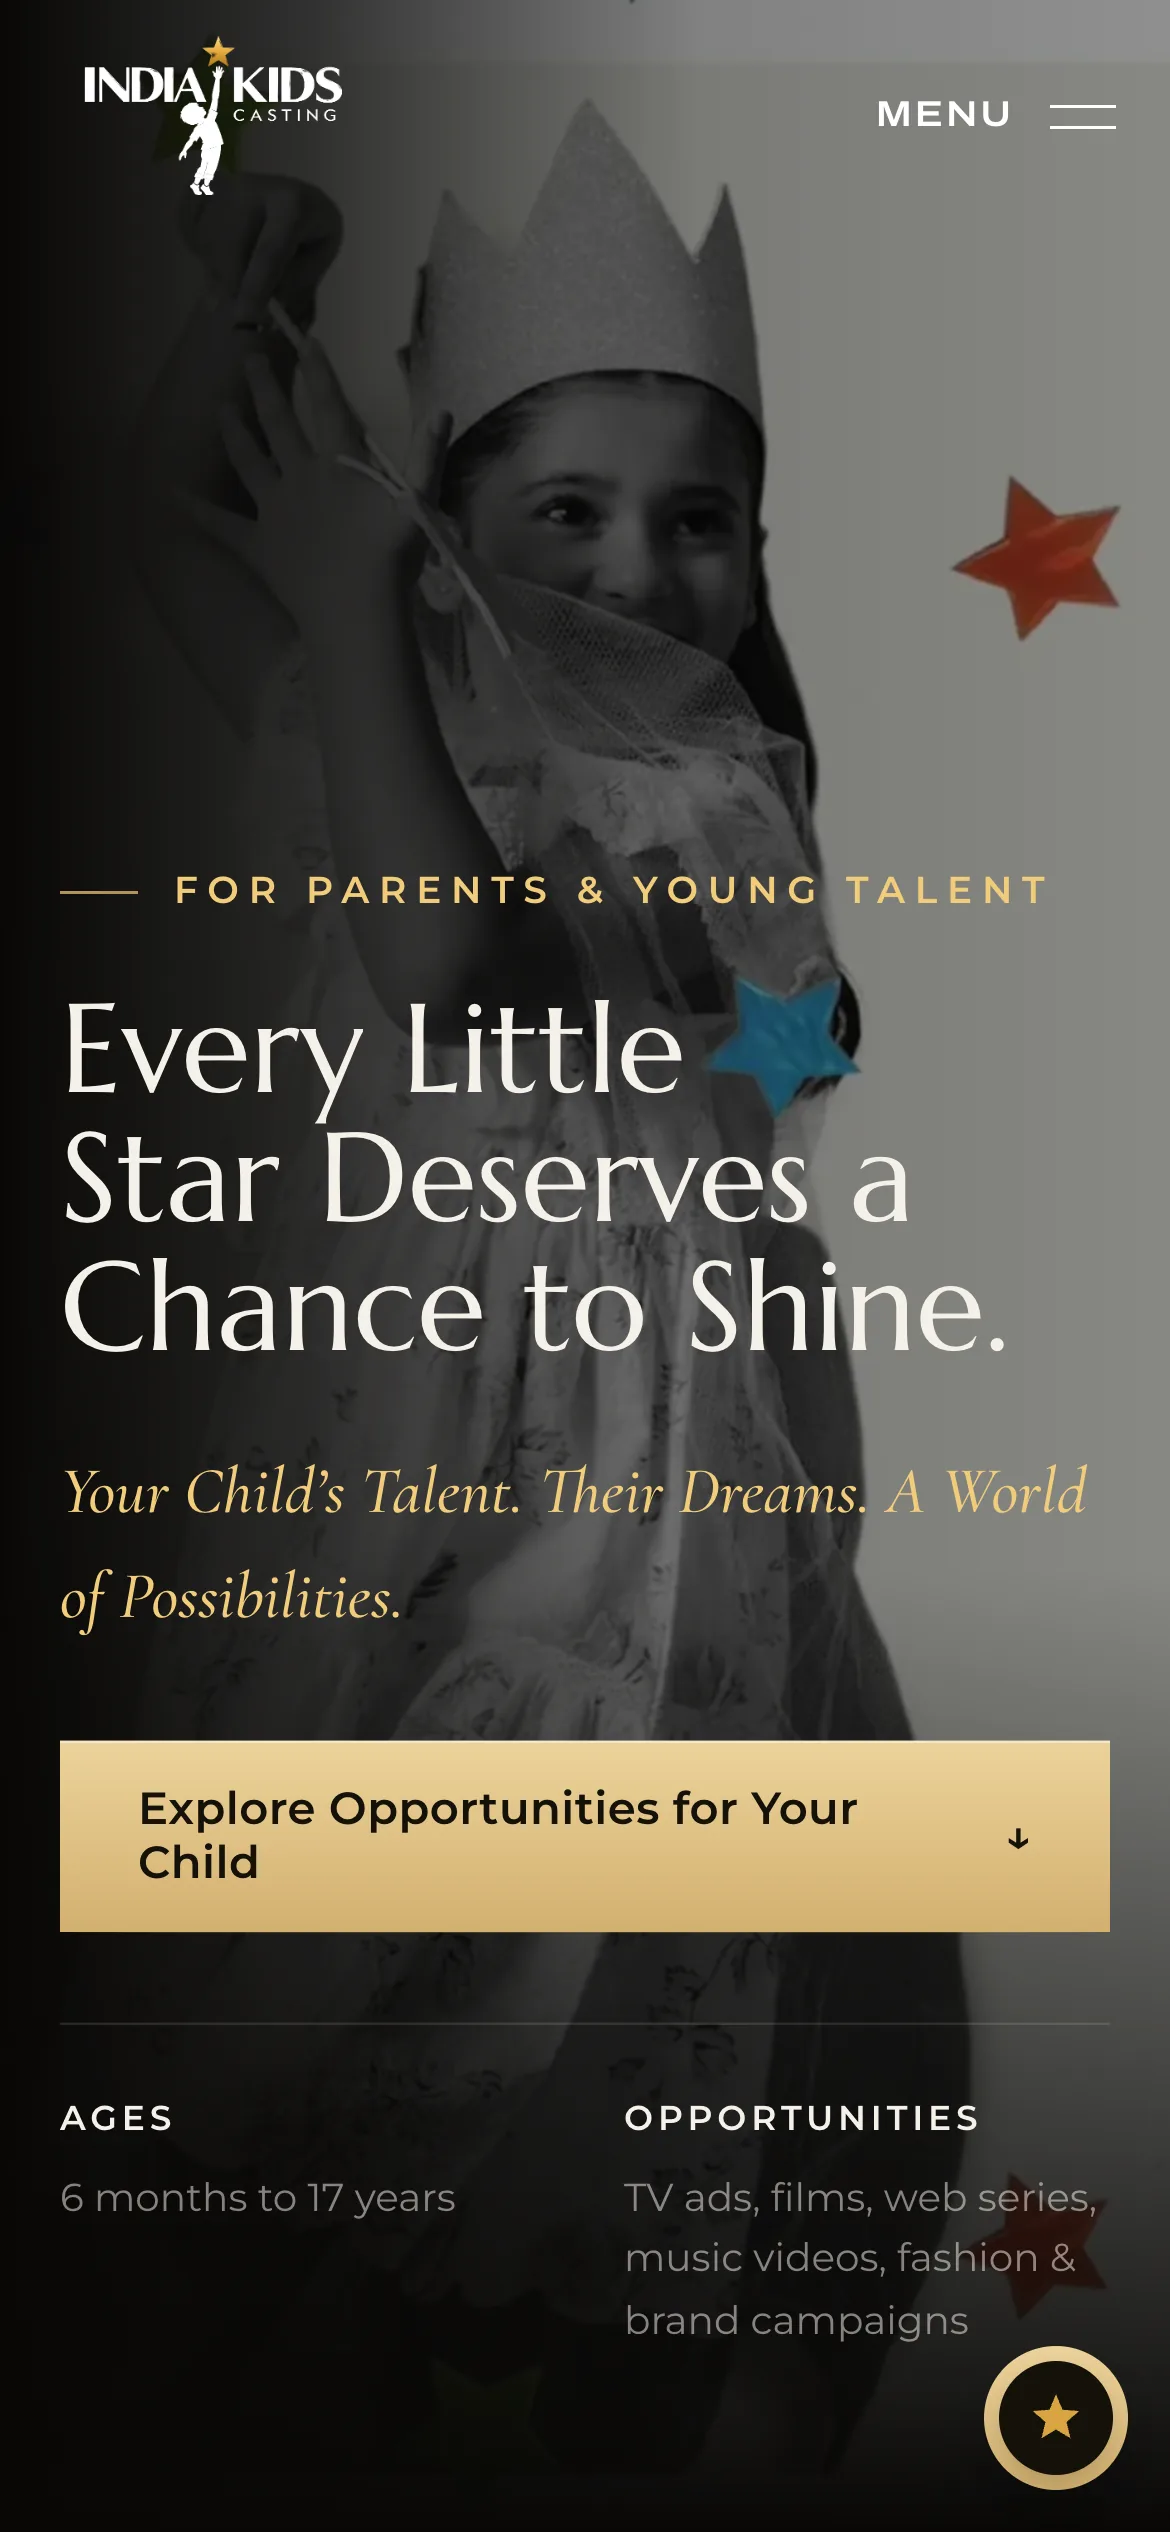 INDIA KIDS
CASTING
MENU
FOR PARENTS & YOUNG TALENT
Every Little
Star Deserves a
Chance to Shine.
Your Child’s Talent. Their Dreams. A World
of Possibilities.
Explore Opportunities for Your
Child
AGES
6 months to 17 years
OPPORTUNITIES
TV ads, films, web series,
music videos, fashion &
brand campaigns